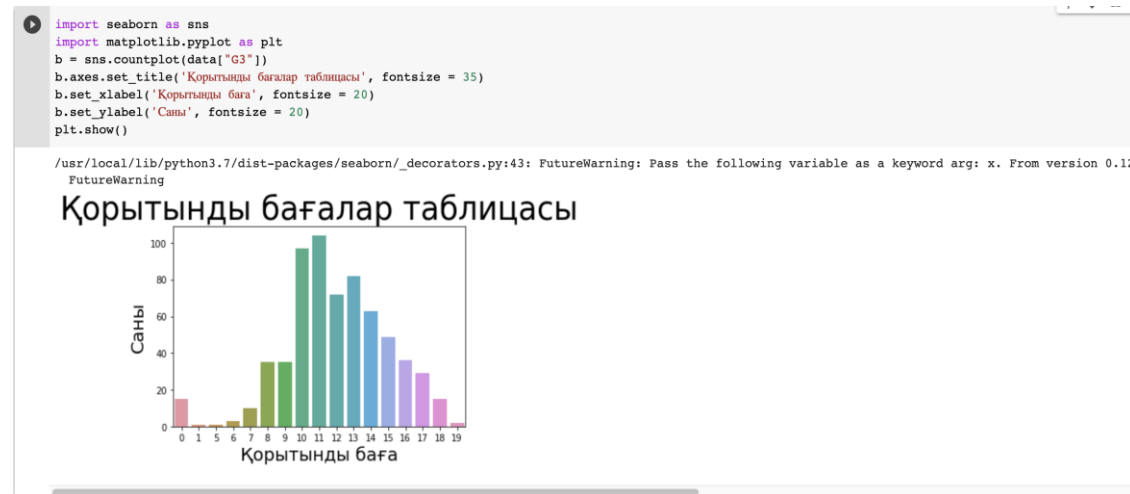 import seaborn as sns
import matplotlib.pyplot as plt
b = sns.countplot(data["G3"])
b.axes.set_title('Қорытынды бағалар таблицасы', fontsize = 35)
b.set_xlabel('Қорытынды баға', fontsize = 20)
b.set_ylabel('Саны', fontsize = 20)
plt.show()
/usr/local/lib/python3.7/dist-packages/seaborn/_decorators.py:43: FutureWarning: Pass the following variable as a keyword arg: x. From version 0.12
FutureWarning
Қорытынды бағалар таблицасы
100
80
60
40
20
0
Саны
0 1 5 6 7 8 9 10 11 12 13 14 15 16 17 18 19
Қорытынды баға